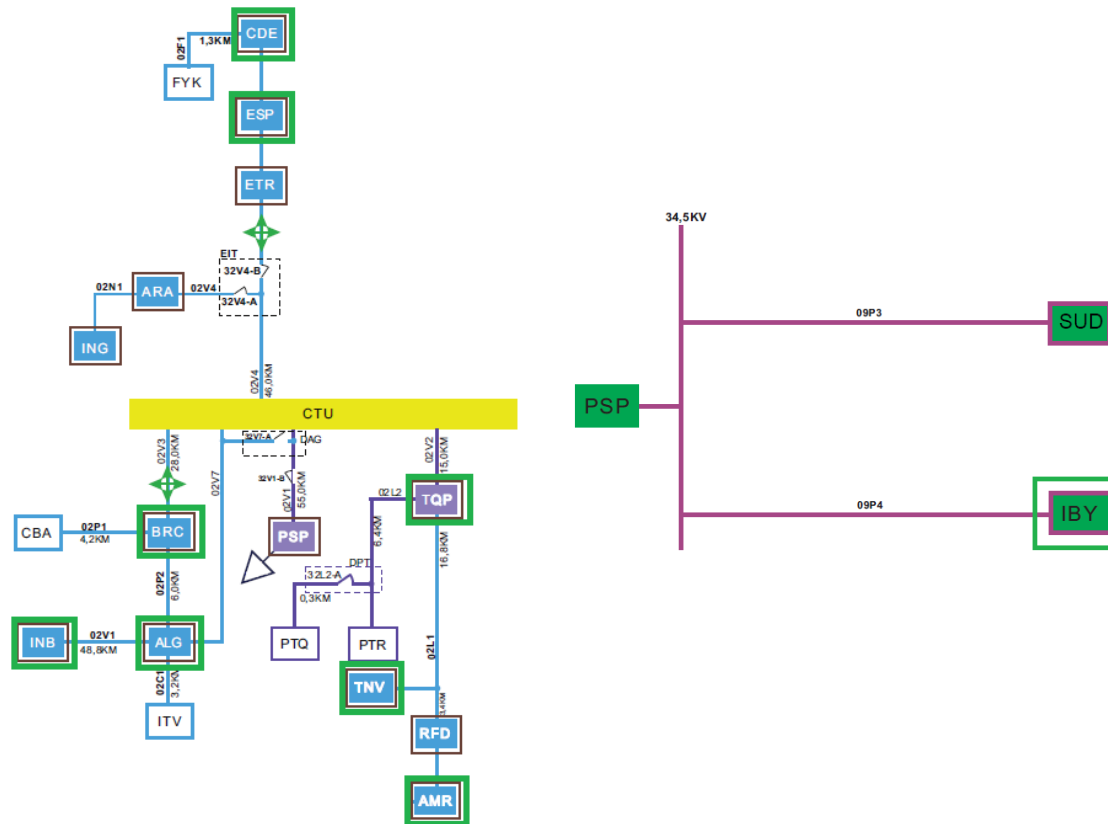 CDE
02F1
1,3KM
FYK
ESP
ETR
EIT
32V4-B
02N1
ARA
02V4
32V4-A
ING
02V4
46,0KM
CTU
02V3
28,0KM
02V7
32V7-A
DAG
32V1-B
02V1
55,0KM
02V2
15,0KM
TQP
02L2
CBA
02P1
4,2KM
BRC
PSP
6,4KM
16,8KM
02P2
6,0KM
DPT
32L2-A
0,3KM
INB
02V1
48,8KM
ALG
PTQ
PTR
02L1
02C1
3,2KM
ITV
TNV
3,4KM
RFD
AMR
34,5KV
09P3
SUD
PSP
09P4
IBY